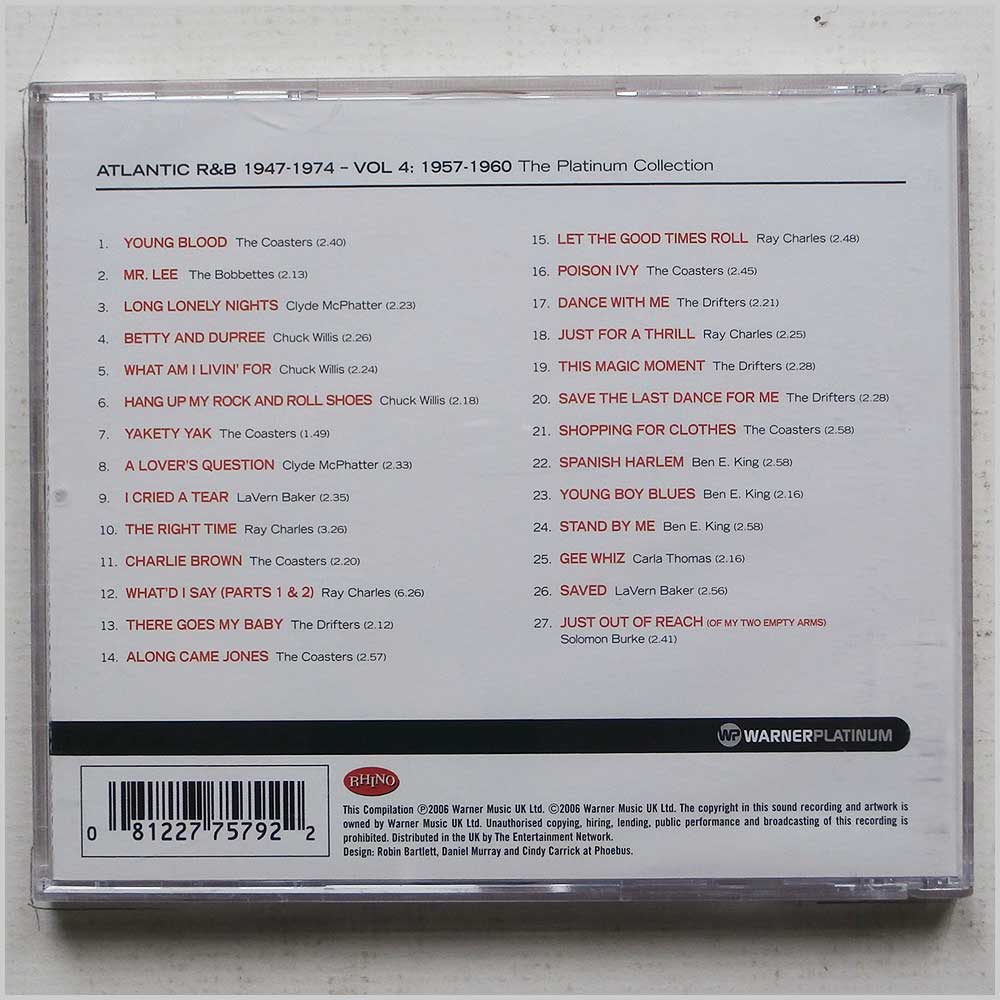 ATLANTIC R&B 1947-1974 – VOL 4: 1957-1960 The Platinum Collection
1. YOUNG BLOOD The Coasters (2.40)
2. MR. LEE The Bobbettes (2.13)
3. LONG LONELY NIGHTS Clyde McPhatter (2.23)
4. BETTY AND DUPREE Chuck Willis (2.26)
5. WHAT AM I LIVIN' FOR Chuck Willis (2.24)
6. HANG UP MY ROCK AND ROLL SHOES Chuck Willis (2.18)
7. YAKETY YAK The Coasters (1.49)
8. A LOVER'S QUESTION Clyde McPhatter (2.33)
9. I CRIED A TEAR LaVern Baker (2.35)
10. THE RIGHT TIME Ray Charles (3.26)
11. CHARLIE BROWN The Coasters (2.20)
12. WHAT'D I SAY (PARTS 1 & 2) Ray Charles (6.26)
13. THERE GOES MY BABY The Drifters (2.12)
14. ALONG CAME JONES The Coasters (2.57)
15. LET THE GOOD TIMES ROLL Ray Charles (2.48)
16. POISON IVY The Coasters (2.45)
17. DANCE WITH ME The Drifters (2.21)
18. JUST FOR A THRILL Ray Charles (2.25)
19. THIS MAGIC MOMENT The Drifters (2.28)
20. SAVE THE LAST DANCE FOR ME The Drifters (2.28)
21. SHOPPING FOR CLOTHES The Coasters (2.58)
22. SPANISH HARLEM Ben E. King (2.58)
23. YOUNG BOY BLUES Ben E. King (2.16)
24. STAND BY ME Ben E. King (2.58)
25. GEE WHIZ Carla Thomas (2.16)
26. SAVED LaVern Baker (2.56)
27. JUST OUT OF REACH (OF MY TWO EMPTY ARMS)
Solomon Burke (2.41)
WP WARNERPLATINUM
0 81227 75792 2
RHINO
This Compilation ℗2006 Warner Music UK Ltd. ©2006 Warner Music UK Ltd. The copyright in this sound recording and artwork is
owned by Warner Music UK Ltd. Unauthorised copying, hiring, lending, public performance and broadcasting of this recording is
prohibited. Distributed in the UK by The Entertainment Network.
Design: Robin Bartlett, Daniel Murray and Cindy Carrick at Phoebus.